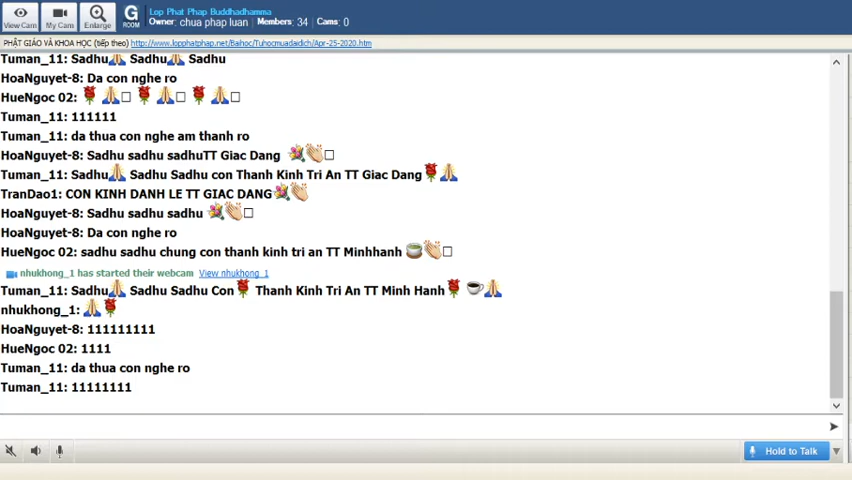 View Cam
My Cam
Enlarge
G
ROOM
Lop Phat Phap Buddhadhamma
Owner: chua phap luan Members: 34 Cams: 0
PHẬT GIÁO VÀ KHOA HỌC (tiếp theo) http://www.lopphatphap.net/Baihoc/Tuhocmuadaidich/Apr-25-2020.htm
Tuman_11: Sadhu Sadhu Sadhu
HoaNguyet-8: Da con nghe ro
HueNgoc 02:
Tuman_11: 111111
Tuman_11: da thua con nghe am thanh ro
HoaNguyet-8: Sadhu sadhu sadhuTT Giac Dang
Tuman_11: Sadhu Sadhu Sadhu con Thanh Kinh Tri An TT Giac Dang
TranDao1: CON KINH DANH LE TT GIAC DANG
HoaNguyet-8: Sadhu sadhu sadhu
HoaNguyet-8: Da con nghe ro
HueNgoc 02: sadhu sadhu chung con thanh kinh tri an TT Minhhanh
nhukhong_1 has started their webcam View nhukhong_1
Tuman_11: Sadhu Sadhu Sadhu Con Thanh Kinh Tri An TT Minh Hanh
nhukhong_1:
HoaNguyet-8: 111111111
HueNgoc 02: 1111
Tuman_11: da thua con nghe ro
Tuman_11: 11111111
Hold to Talk